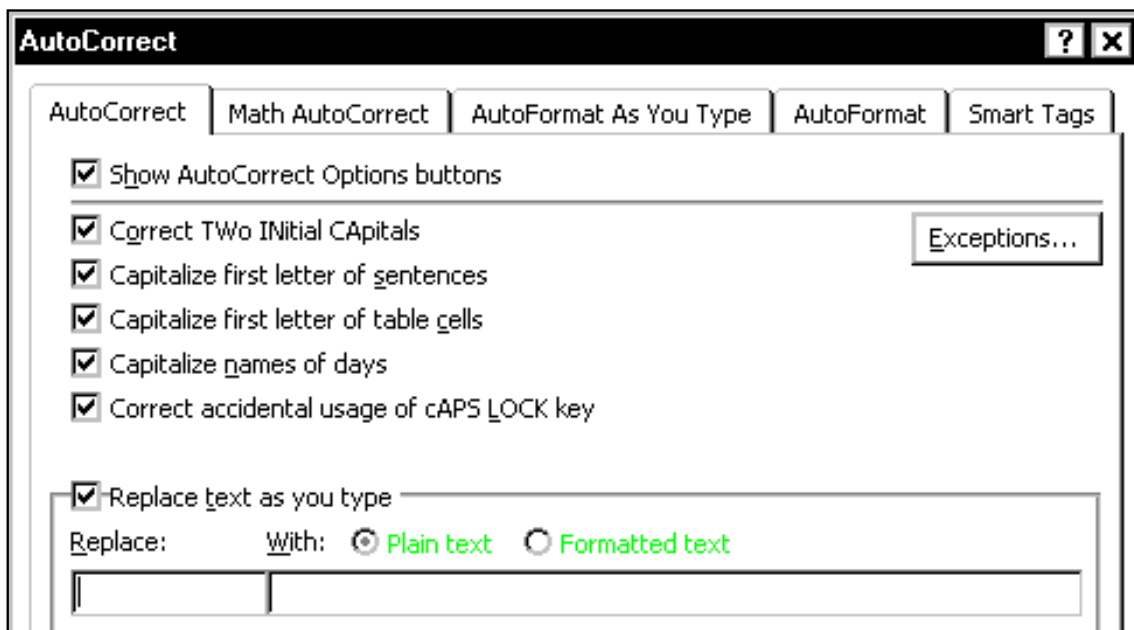 AutoCorrect
AutoCorrect Math AutoCorrect AutoFormat As You Type AutoFormat Smart Tags
Show AutoCorrect Options buttons
Correct TWo INitial CApitals Exceptions...
Capitalize first letter of sentences
Capitalize first letter of table cells
Capitalize names of days
Correct accidental usage of cAPS LOCK key
Replace text as you type
Replace: With: Plain text Formatted text